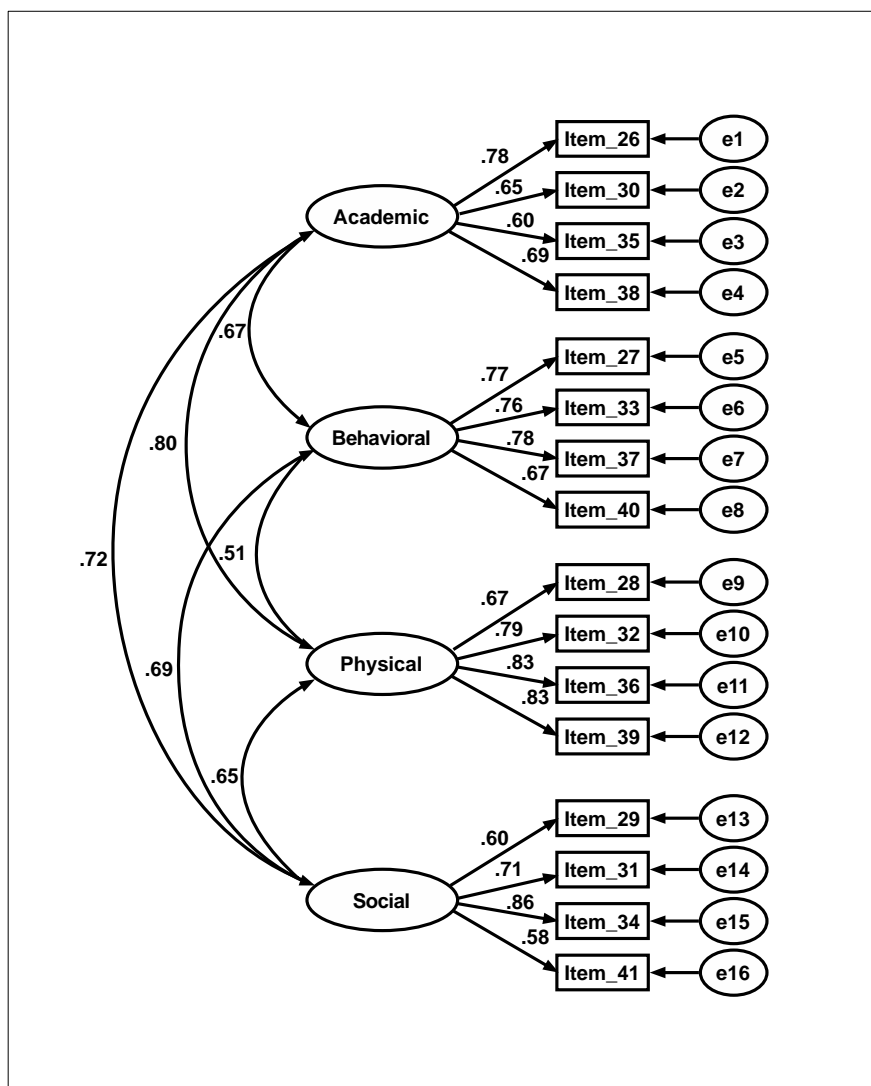 Item_26
e1
.78
Item_30
e2
.65
Academic
.60
Item_35
e3
.69
Item_38
e4
.67
Item_27
e5
.77
Item_33
e6
.76
Behavioral
.78
Item_37
e7
.80
.67
Item_40
e8
.72
.51
Item_28
e9
.67
Item_32
e10
.79
Physical
.83
Item_36
e11
.69
.83
Item_39
e12
.65
Item_29
e13
.60
Item_31
e14
.71
Social
.86
Item_34
e15
.58
Item_41
e16